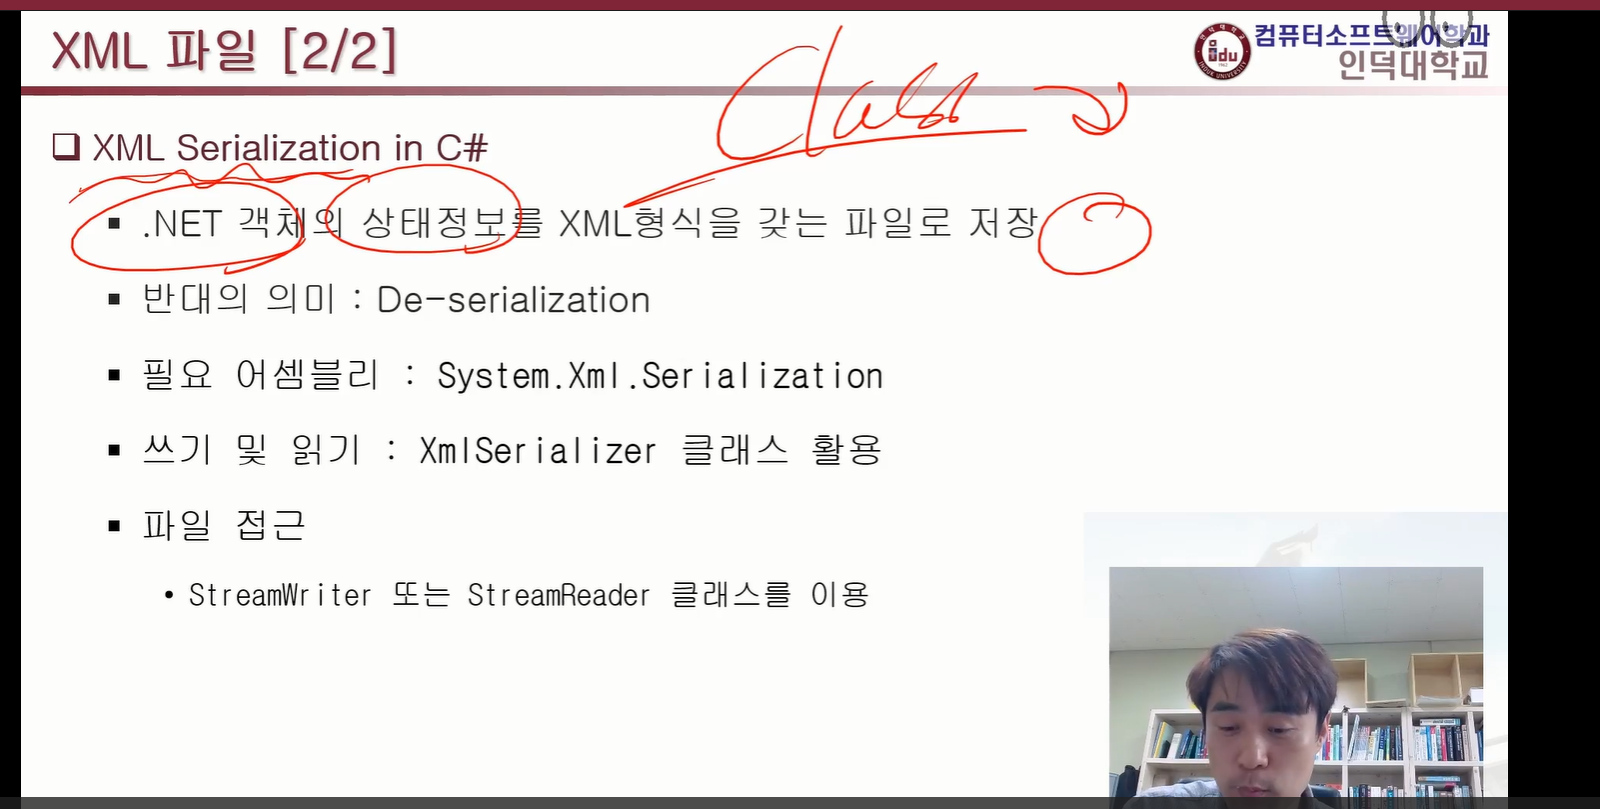 XML 파일 [2/2]
컴퓨터소프트웨어학과
인덕대학교
idu
Class
❑ XML Serialization in C#
▪ .NET 객체의 상태정보를 XML형식을 갖는 파일로 저장
▪ 반대의 의미 : De-serialization
▪ 필요 어셈블리 : System.Xml.Serialization
▪ 쓰기 및 읽기 : XmlSerializer 클래스 활용
▪ 파일 접근
• StreamWriter 또는 StreamReader 클래스를 이용